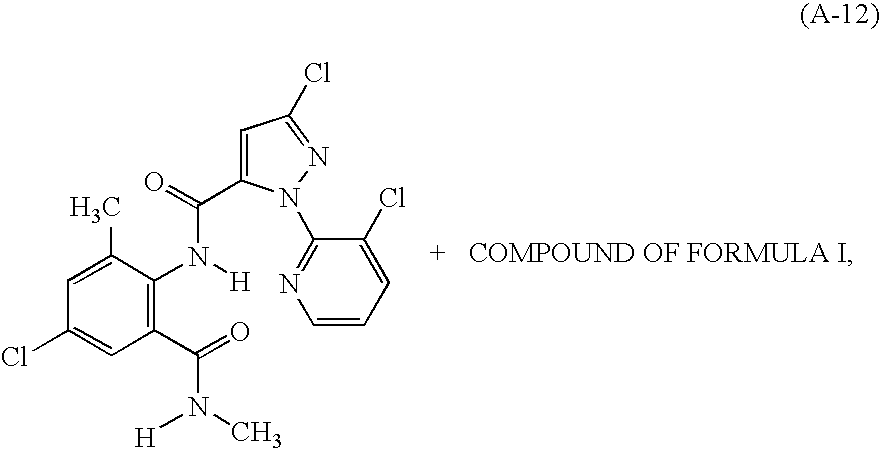 (A-12)
Cl
N
O
N
Cl
H₃C
N
H
N
+ COMPOUND OF FORMULA I,
O
Cl
N
H
CH₃